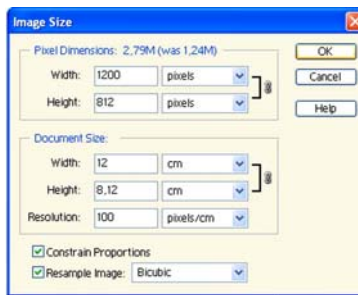 Image Size
Pixel Dimensions: 2,79M (was 1,24M)
Width: 1200 pixels
Height: 812 pixels
Document Size:
Width: 12 cm
Height: 8,12 cm
Resolution: 100 pixels/cm
Constrain Proportions
Resample Image: Bicubic
OK
Cancel
Help